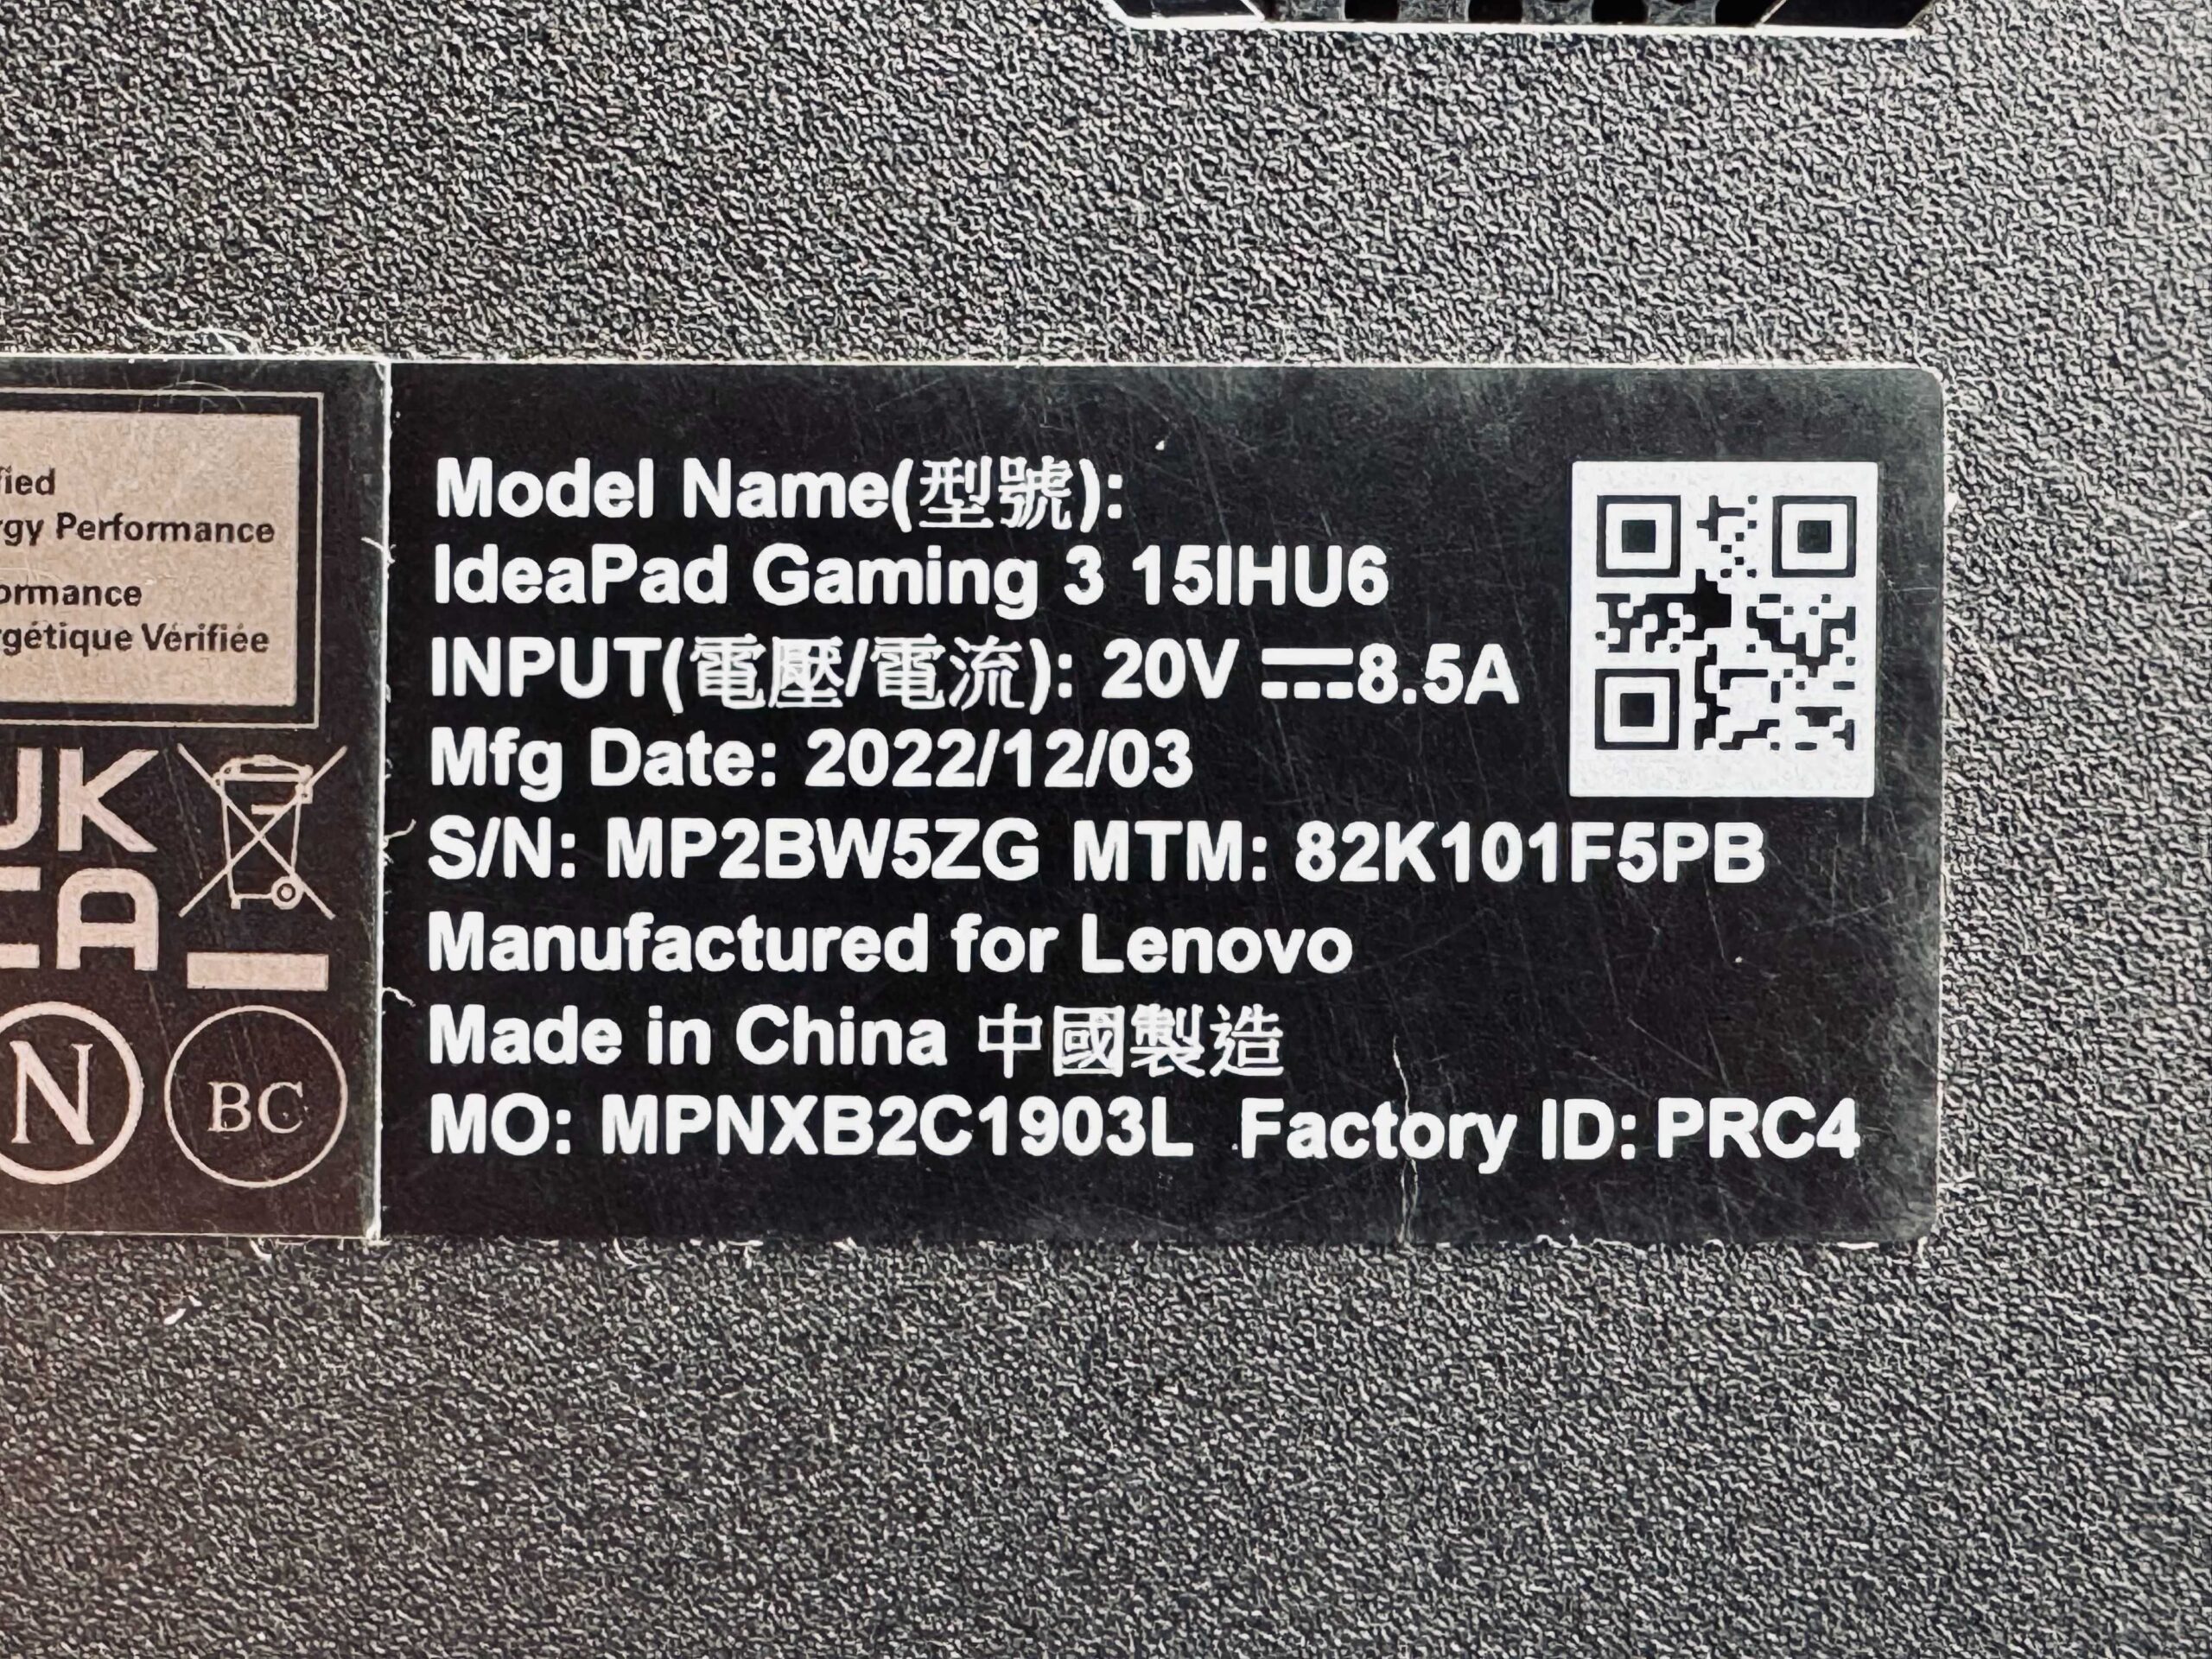 fied
rgy Performance
ormance
rgétique Vérifiée
UK
CA
N
BC
Model Name(型號):
IdeaPad Gaming 3 15IHU6
INPUT(電壓/電流): 20V ⎓8.5A
Mfg Date: 2022/12/03
S/N: MP2BW5ZG MTM: 82K101F5PB
Manufactured for Lenovo
Made in China 中國製造
MO: MPNXB2C1903L Factory ID: PRC4